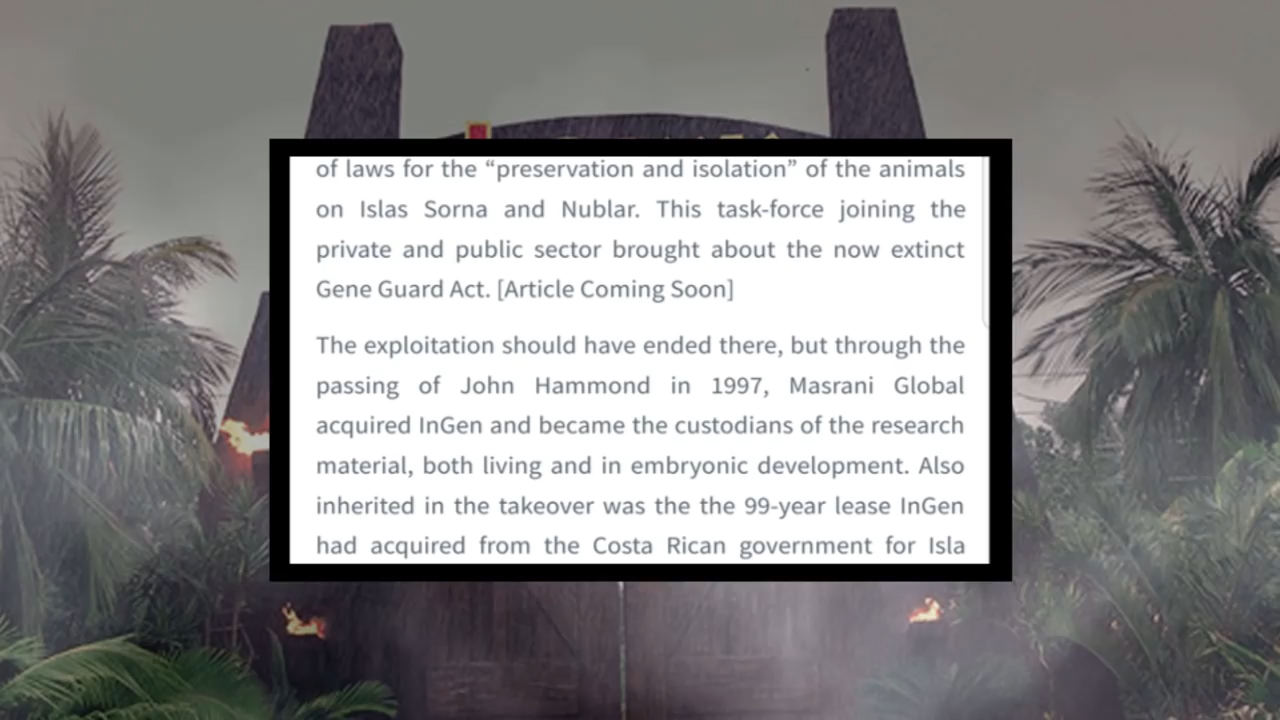 of laws for the “preservation and isolation” of the animals
on Islas Sorna and Nublar. This task-force joining the
private and public sector brought about the now extinct
Gene Guard Act. [Article Coming Soon]
The exploitation should have ended there, but through the
passing of John Hammond in 1997, Masrani Global
acquired InGen and became the custodians of the research
material, both living and in embryonic development. Also
inherited in the takeover was the the 99-year lease InGen
had acquired from the Costa Rican government for Isla